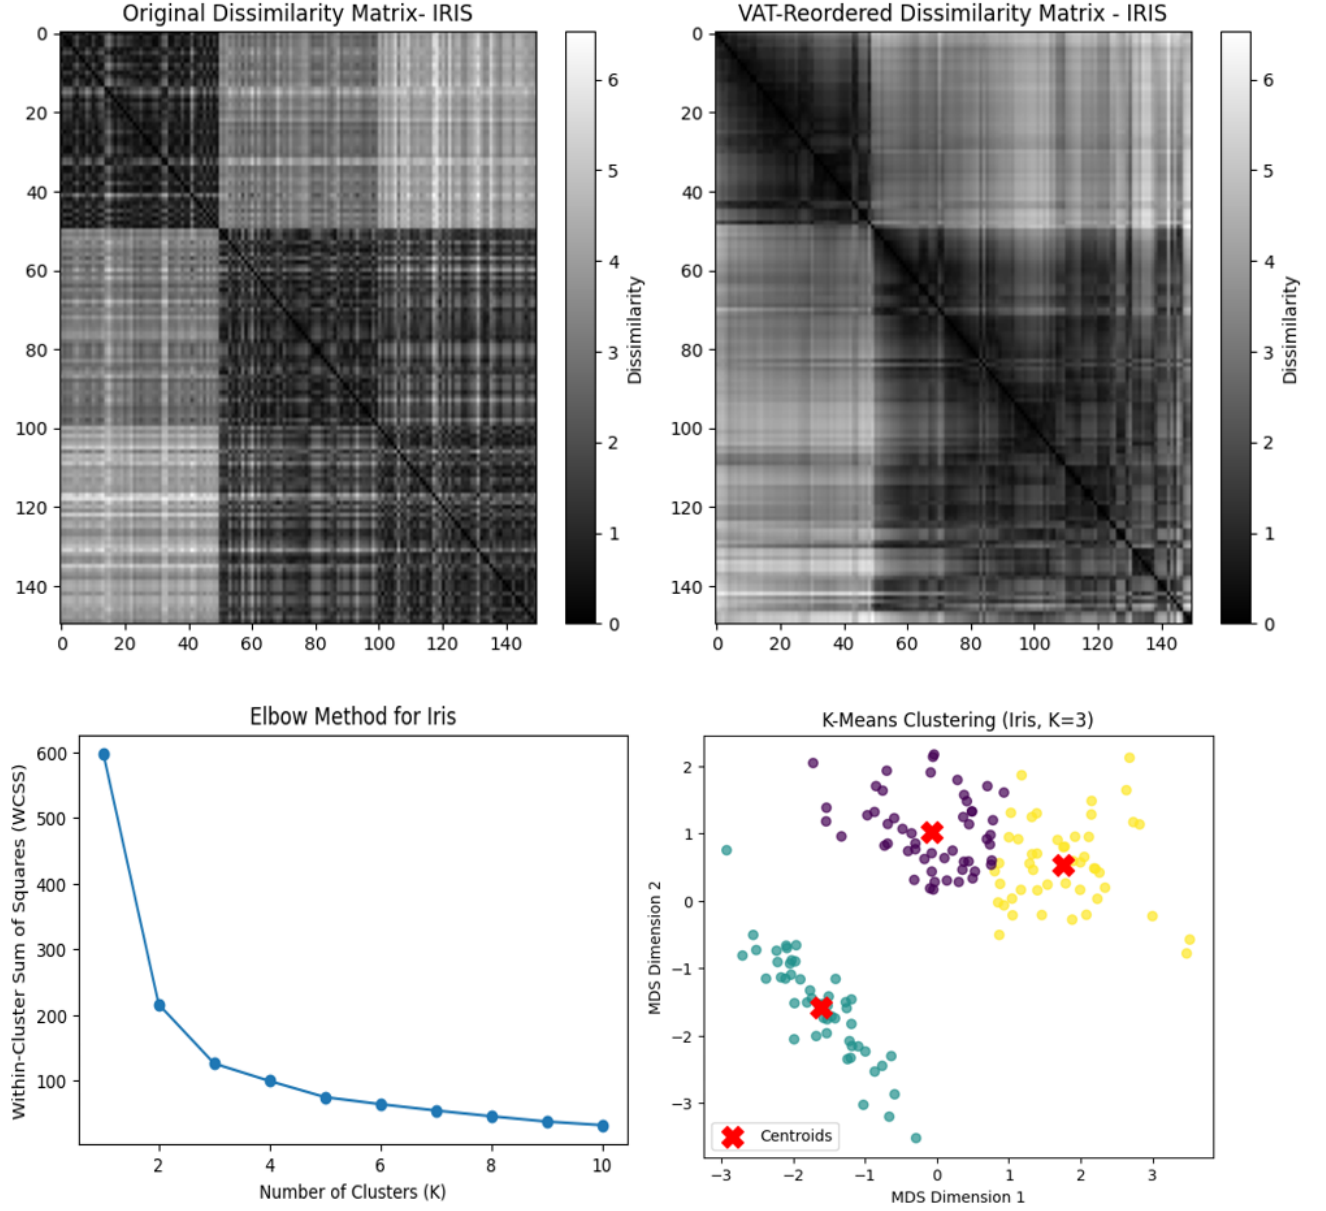 Original Dissimilarity Matrix- IRIS
0
20
40
60
80
100
120
140
0 20 40 60 80 100 120 140
6
5
4
3
2
1
0
Dissimilarity
VAT-Reordered Dissimilarity Matrix - IRIS
0
20
40
60
80
100
120
140
0 20 40 60 80 100 120 140
6
5
4
3
2
1
0
Dissimilarity
Elbow Method for Iris
Within-Cluster Sum of Squares (WCSS)
600
500
400
300
200
100
2 4 6 8 10
Number of Clusters (K)
K-Means Clustering (Iris, K=3)
MDS Dimension 2
2
1
0
−1
−2
−3
Centroids
−3 −2 −1 0 1 2 3
MDS Dimension 1